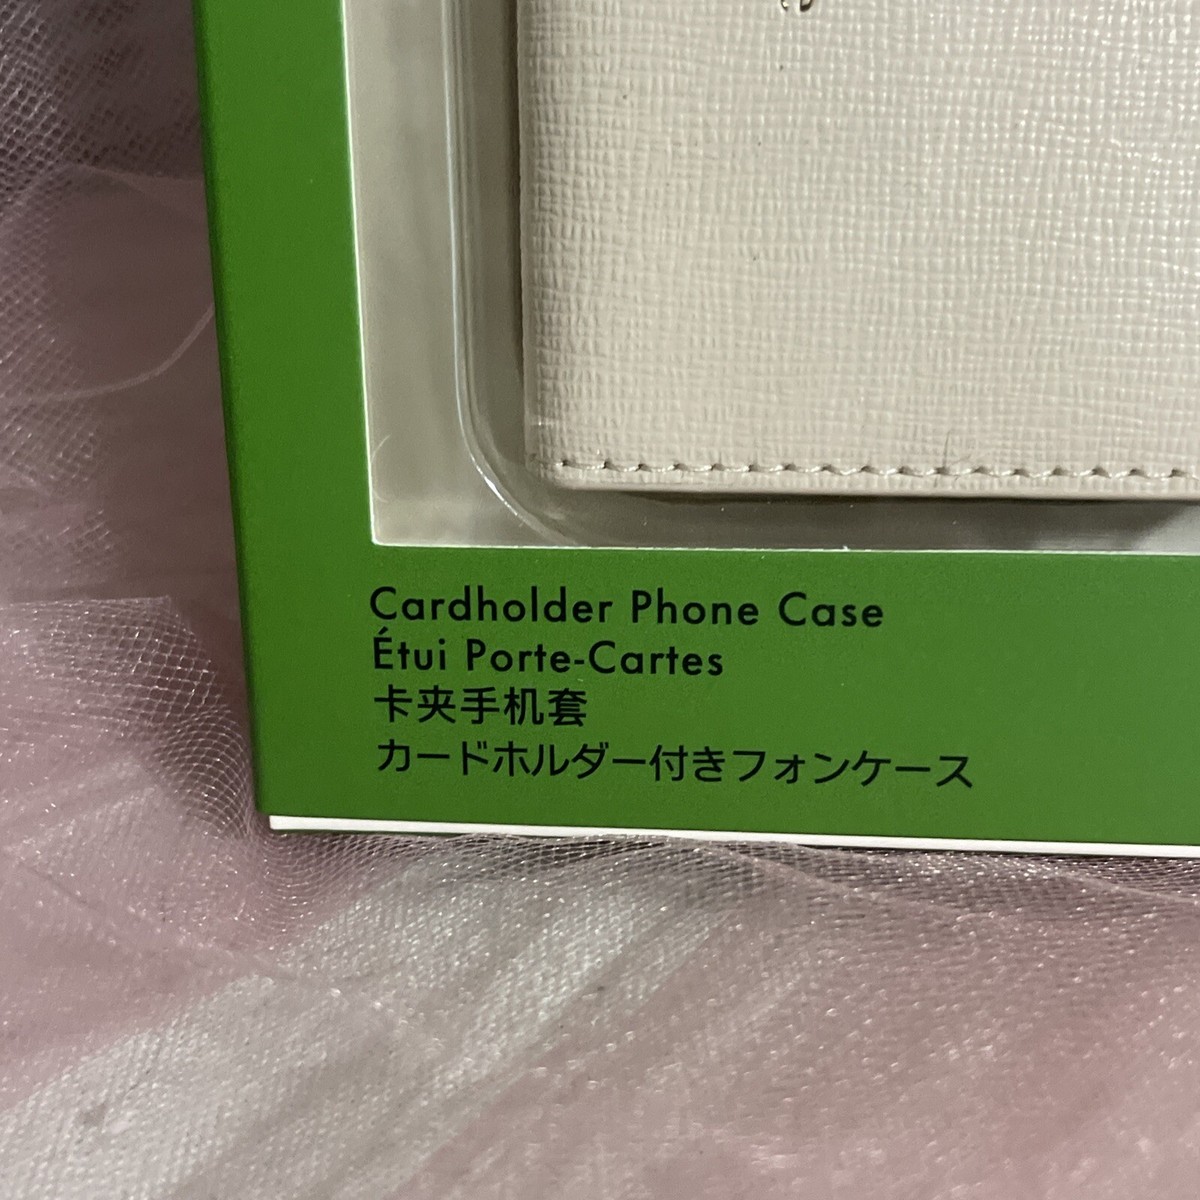 Cardholder Phone Case
Étui Porte-Cartes
卡夹手机套
カードホルダー付きフォンケース